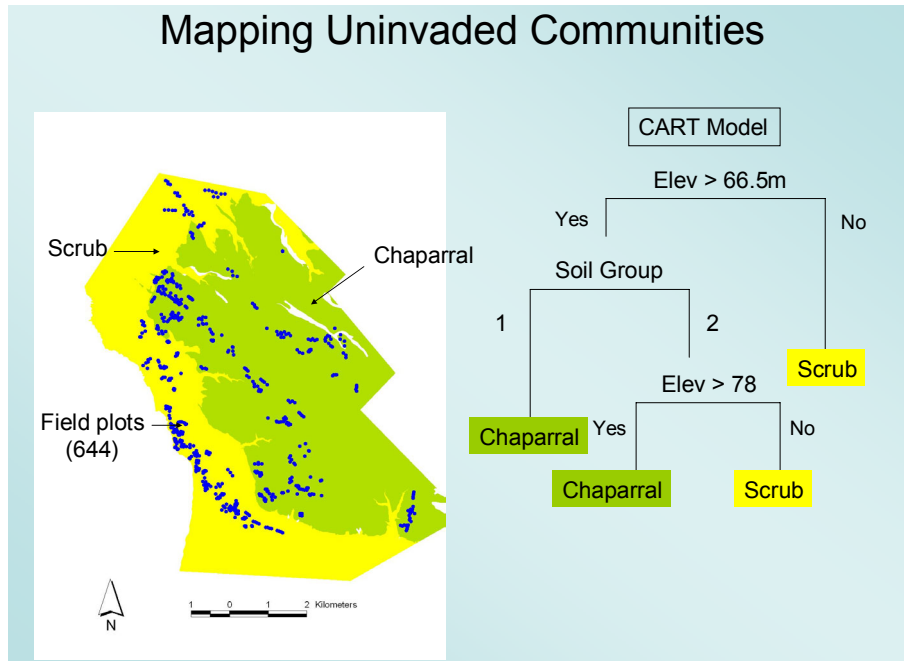 Mapping Uninvaded Communities
CART Model
Elev > 66.5m
Yes
No
Soil Group
1
2
Scrub
Elev > 78
Chaparral
Yes
No
Chaparral
Scrub
Scrub
Chaparral
Field plots
(644)
1 0 1 2 Kilometers
N